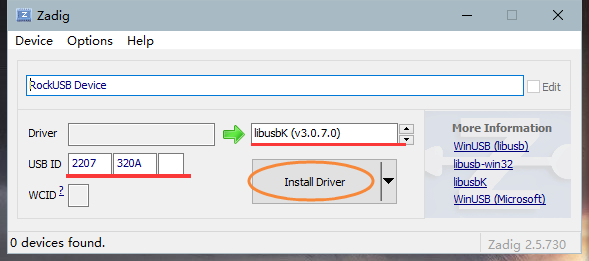 Zadig
Device Options Help
RockUSB Device
Edit
Driver
libusbK (v3.0.7.0)
USB ID 2207 320A
WCID ?
Install Driver
More Information
WinUSB (libusb)
libusb-win32
libusbK
WinUSB (Microsoft)
0 devices found.
Zadig 2.5.730